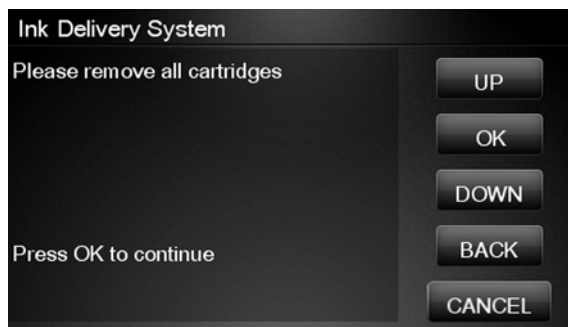 Ink Delivery System
Please remove all cartridges
Press OK to continue
UP
OK
DOWN
BACK
CANCEL